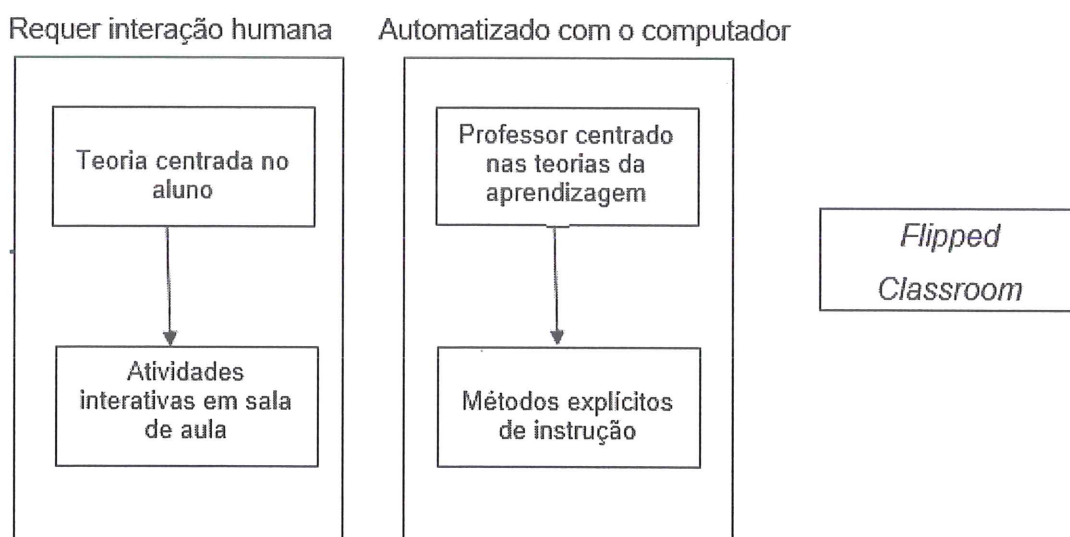 Requer interação humana
Automatizado com o computador
Teoria centrada no
aluno
Atividades
interativas em sala
de aula
Professor centrado
nas teorias da
aprendizagem
Métodos explícitos
de instrução
Flipped
Classroom